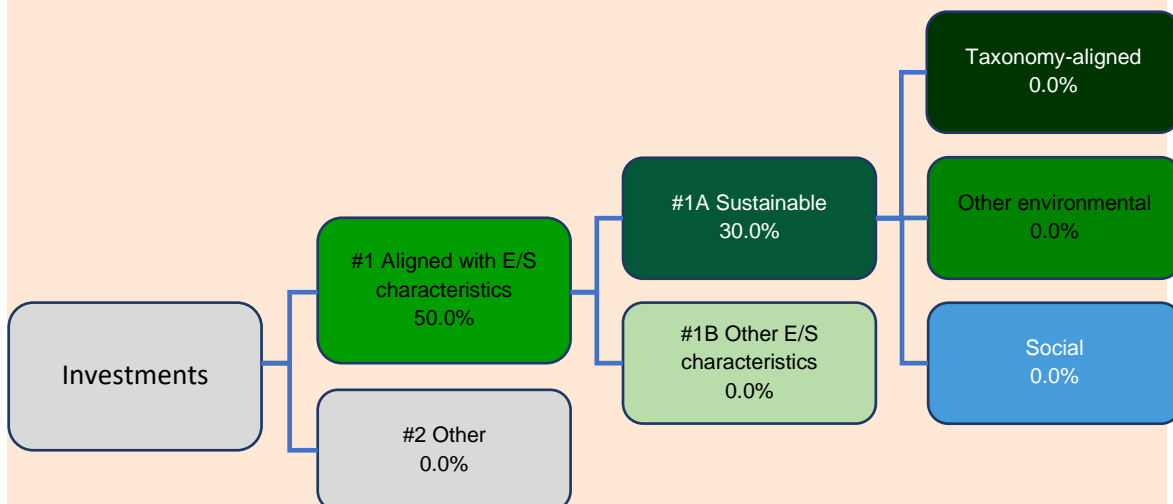 Investments
#1 Aligned with E/S
characteristics
50.0%
#2 Other
0.0%
#1A Sustainable
30.0%
#1B Other E/S
characteristics
0.0%
Taxonomy-aligned
0.0%
Other environmental
0.0%
Social
0.0%